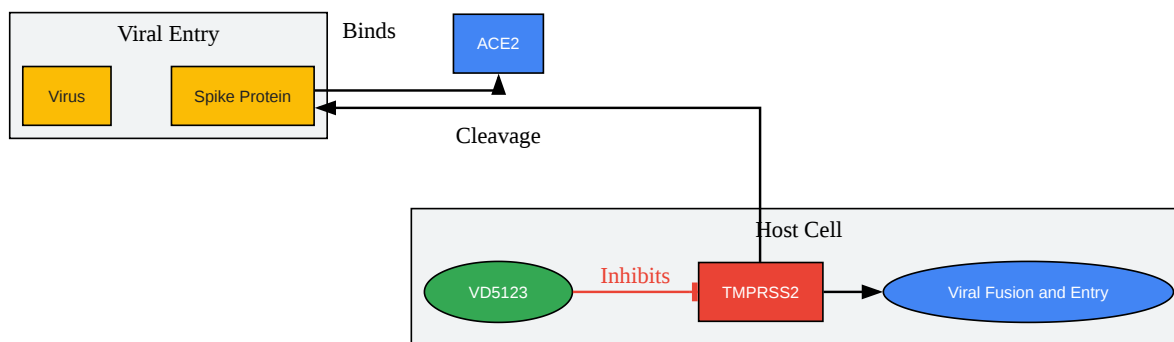 Viral Entry
Binds
ACE2
Virus
Spike Protein
Cleavage
Host Cell
VD5123
Inhibits
TMPRSS2
Viral Fusion and Entry